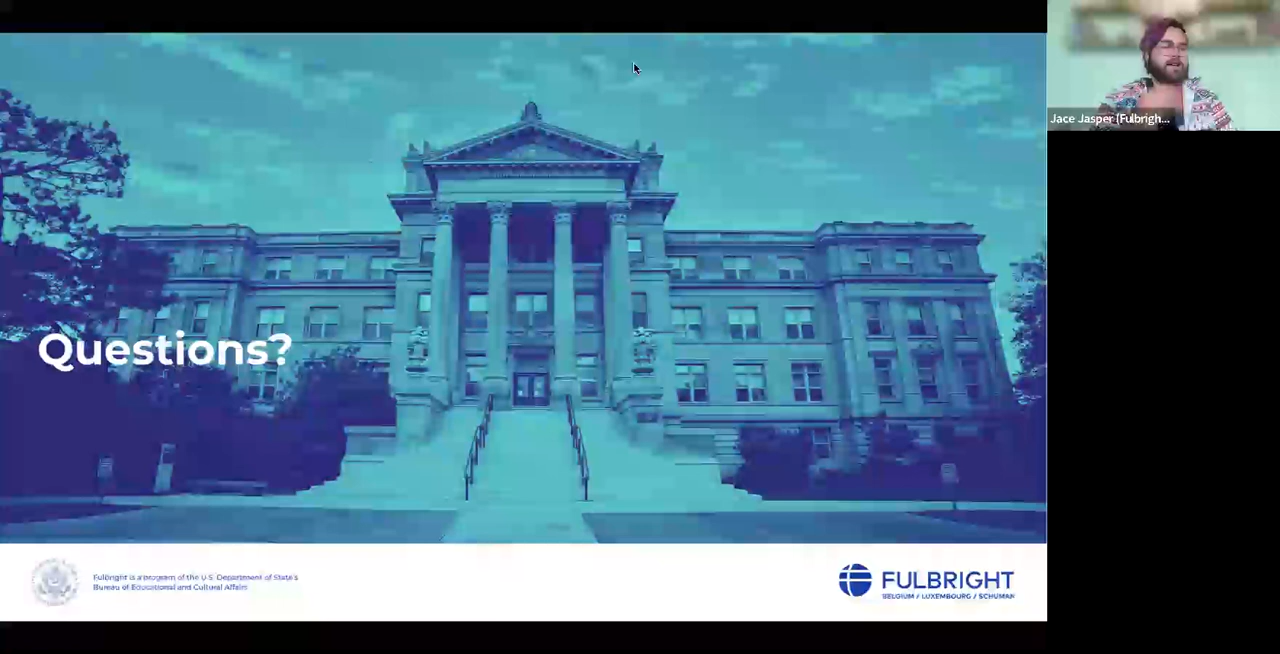 Jace Jasper (Fulbrigh...
Questions?
Fulbright is a program of the U.S. Department of State's
Bureau of Educational and Cultural Affairs
FULBRIGHT
BELGIUM / LUXEMBOURG / SCHUMAN